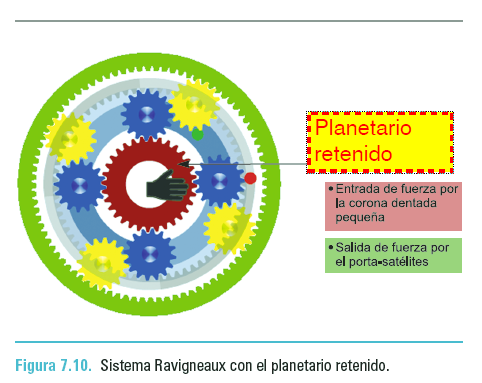 Planetario
retenido
• Entrada de fuerza por
la corona dentada
pequeña
• Salida de fuerza por
el porta-satélites
Figura 7.10. Sistema Ravigneaux con el planetario retenido.